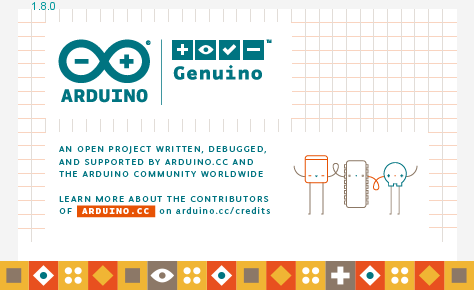 1.8.0
ARDUINO
Genuino
AN OPEN PROJECT WRITTEN, DEBUGGED,
AND SUPPORTED BY ARDUINO.CC AND
THE ARDUINO COMMUNITY WORLDWIDE
LEARN MORE ABOUT THE CONTRIBUTORS
OF ARDUINO.CC on arduino.cc/credits